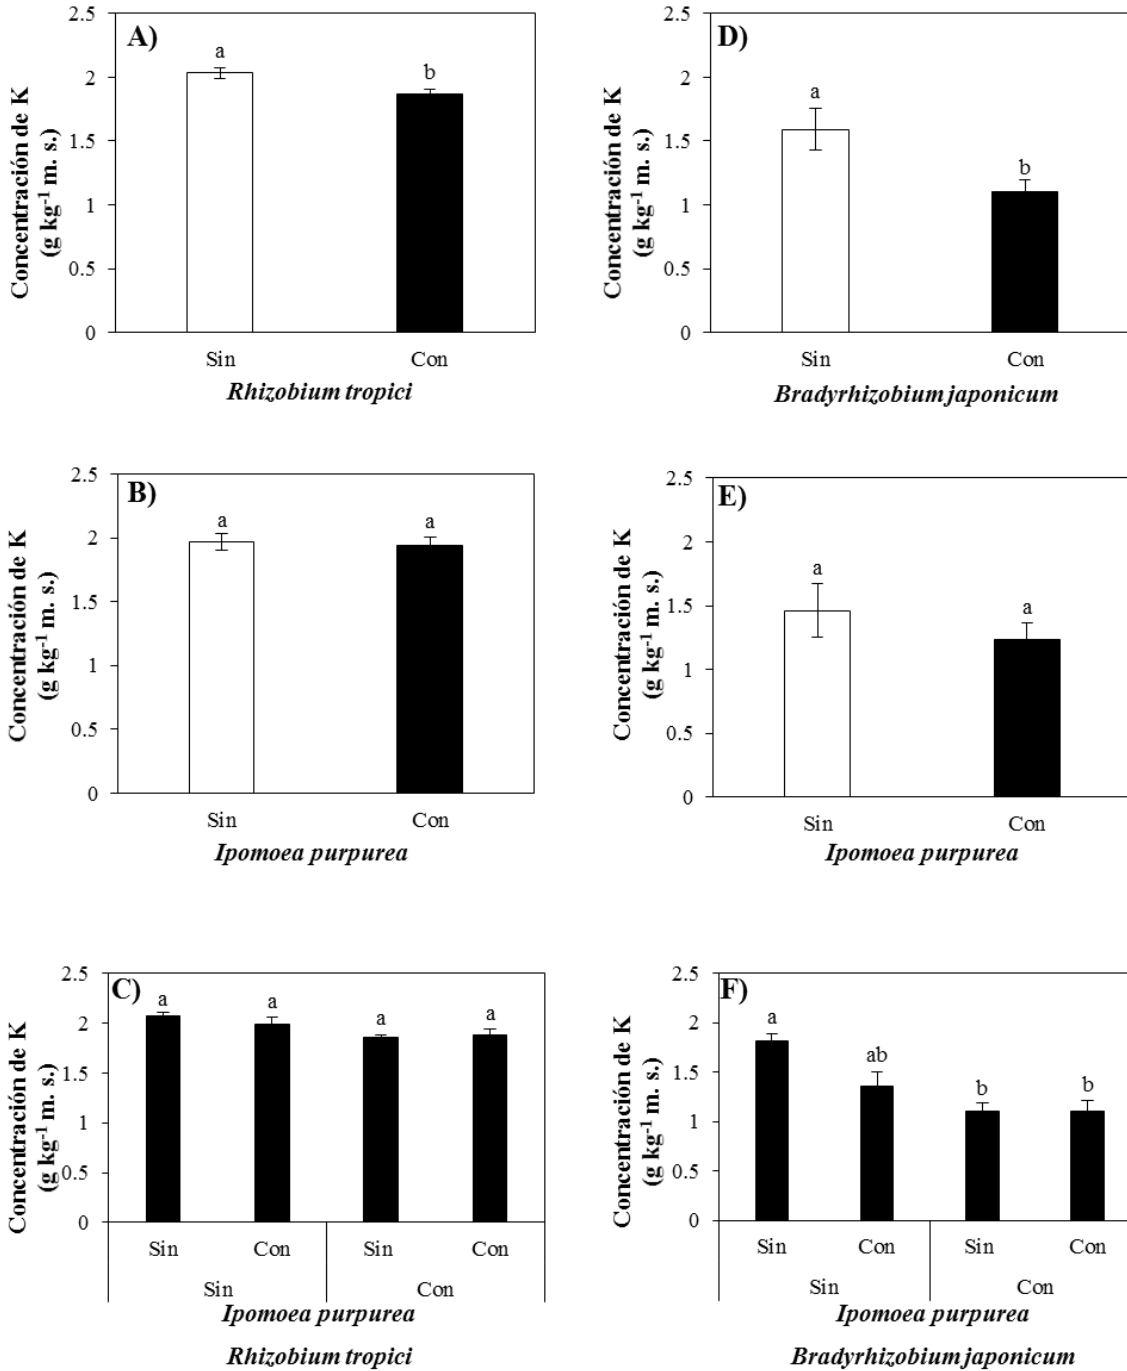 A)
Concentración de K
(g kg⁻¹ m. s.)
2.5
2
1.5
1
0.5
0
a
b
Sin
Con
Rhizobium tropici
D)
Concentración de K
(g kg⁻¹ m. s.)
2.5
2
1.5
1
0.5
0
a
b
Sin
Con
Bradyrhizobium japonicum
B)
Concentración de K
(g kg⁻¹ m. s.)
2.5
2
1.5
1
0.5
0
a
a
Sin
Con
Ipomoea purpurea
E)
Concentración de K
(g kg⁻¹ m. s.)
2.5
2
1.5
1
0.5
0
a
a
Sin
Con
Ipomoea purpurea
C)
Concentración de K
(g kg⁻¹ m. s.)
2.5
2
1.5
1
0.5
0
a
a
a
a
Sin Con Sin Con
Sin Con
Ipomoea purpurea
Rhizobium tropici
F)
Concentración de K
(g kg⁻¹ m. s.)
2.5
2
1.5
1
0.5
0
a
ab
b
b
Sin Con Sin Con
Sin Con
Ipomoea purpurea
Bradyrhizobium japonicum